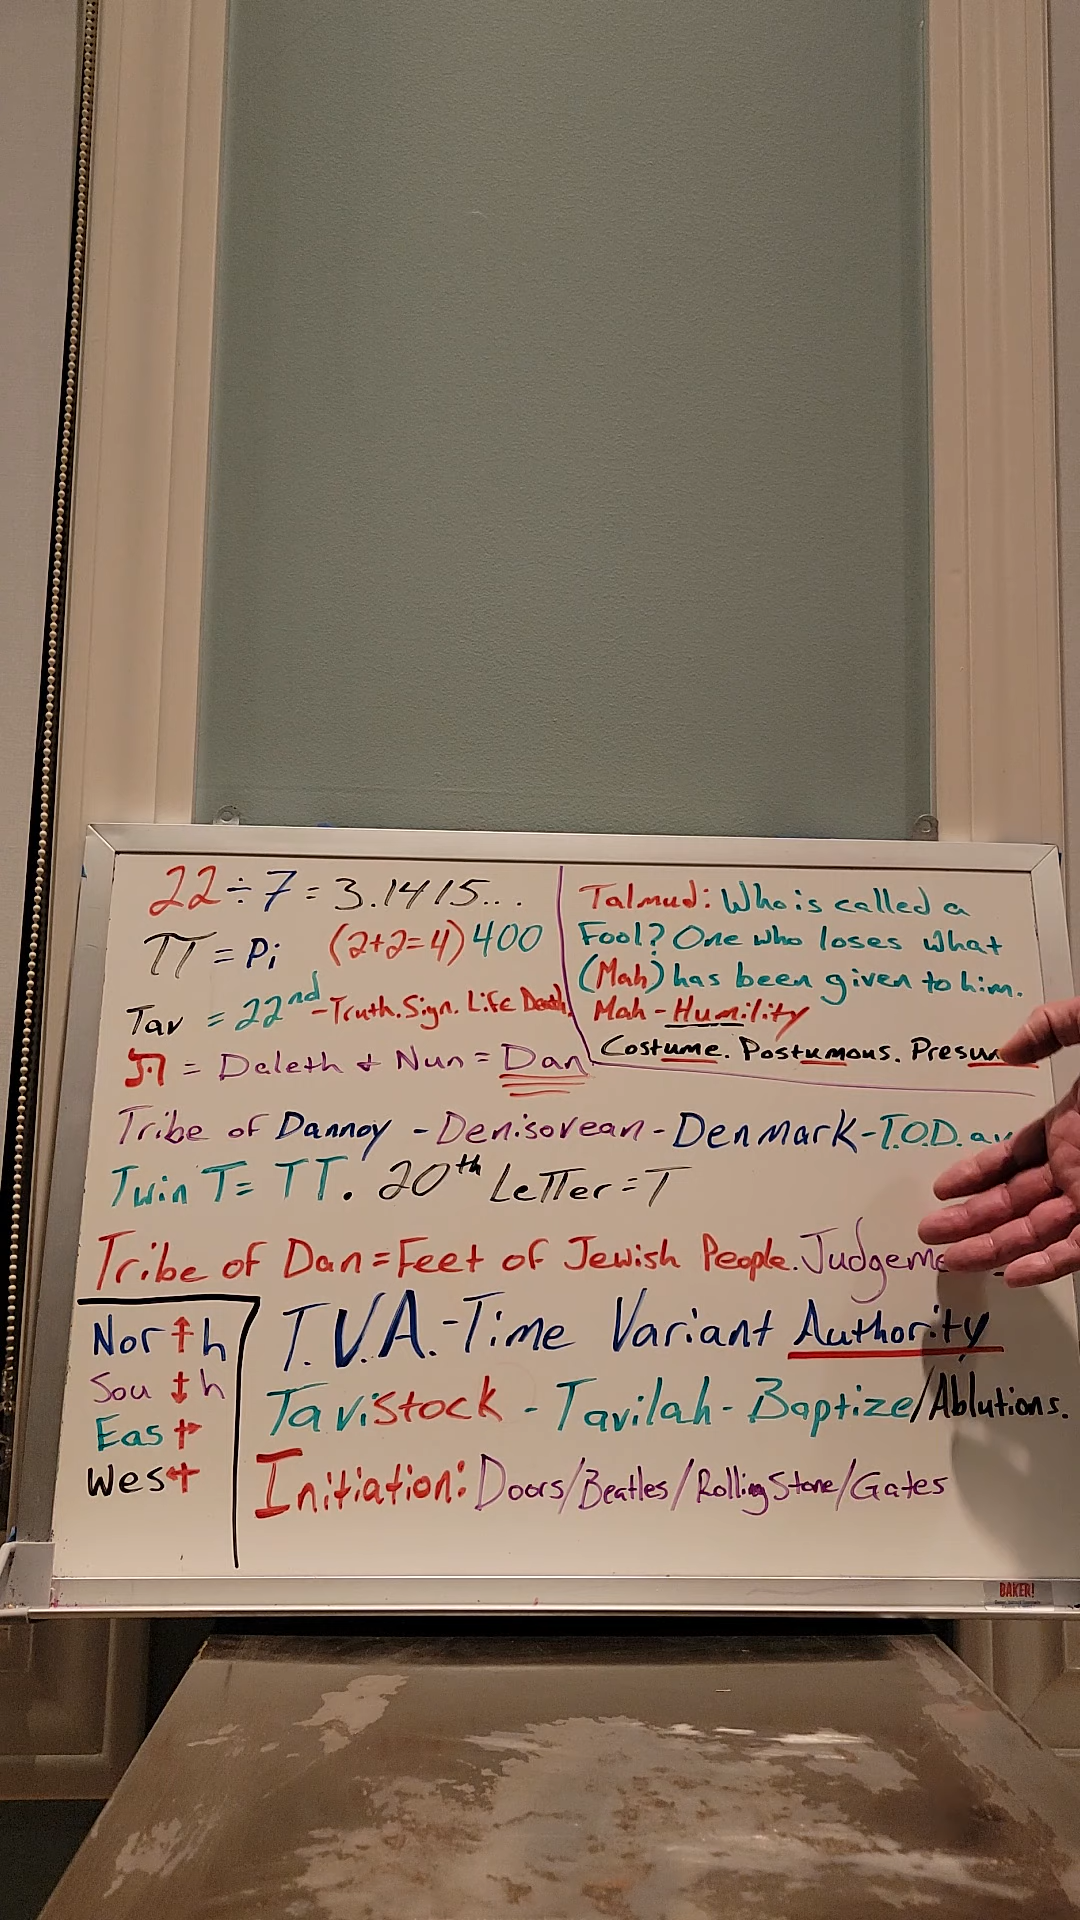 22 ÷ 7 = 3.1415...
TT = Pi (2+2=4) 400
Tav = 22nd - Truth. Sign. Life Death.
= Daleth + Nun = Dan
Talmud: Who is called a
Fool? One who loses what
(Mah) has been given to him.
Mah - Humility
Costume. Postumous.
Tribe of Dannoy - Denisovean - Denmark - T.O.D.
Twin T = TT. 20th Letter = T
Tribe of Dan = Feet of Jewish People.
North
South
East
West
T.V.A. - Time Variant Authority
Tavistock - Tavilah - Baptize/Ablutions.
Initiation: Doors/Beatles/Rolling Stone/Gates
BAKER!